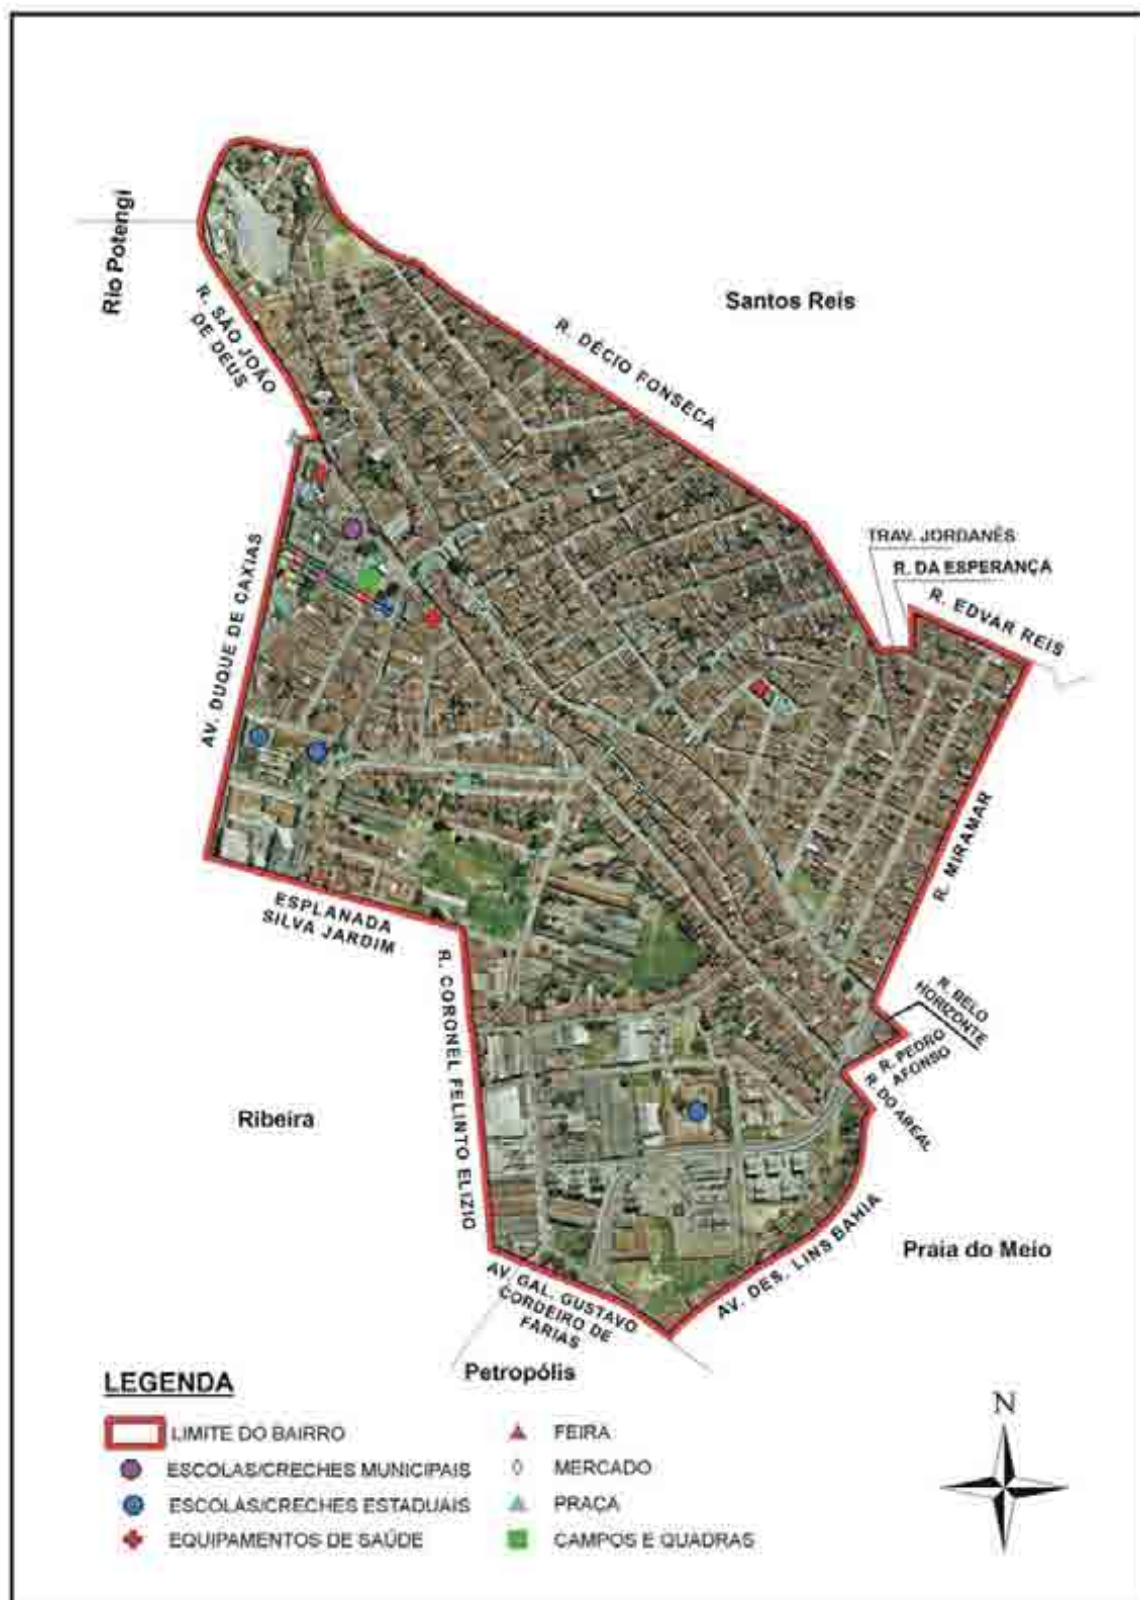 Rio Potengi
R. SÃO JOÃO
DE DEUS
Santos Reis
R. DÉCIO FONSECA
TRAV. JORDANÊS
R. DA ESPERANÇA
R. EDVAR REIS
AV. DUQUE DE CAXIAS
R. MIRAMAR
ESPLANADA
SILVA JARDIM
R. CORONEL FELINTO ELIZIO
R. BELO
HORIZONTE
R. PEDRO
AFONSO
R. DO AREAL
Ribeira
Praia do Meio
AV. DES. LINS BAHIA
AV. GAL. GUSTAVO
CORDEIRO DE
FARIAS
Petropólis
LEGENDA
LIMITE DO BAIRRO
ESCOLAS/CRECHES MUNICIPAIS
ESCOLAS/CRECHES ESTADUAIS
EQUIPAMENTOS DE SAÚDE
FEIRA
MERCADO
PRAÇA
CAMPOS E QUADRAS
N